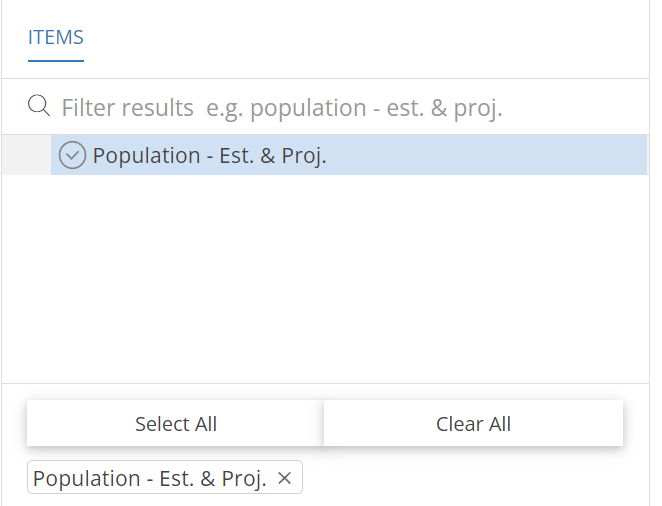 ITEMS
Filter results  e.g. population - est. & proj.
Population - Est. & Proj.
Select All
Clear All
Population - Est. & Proj.